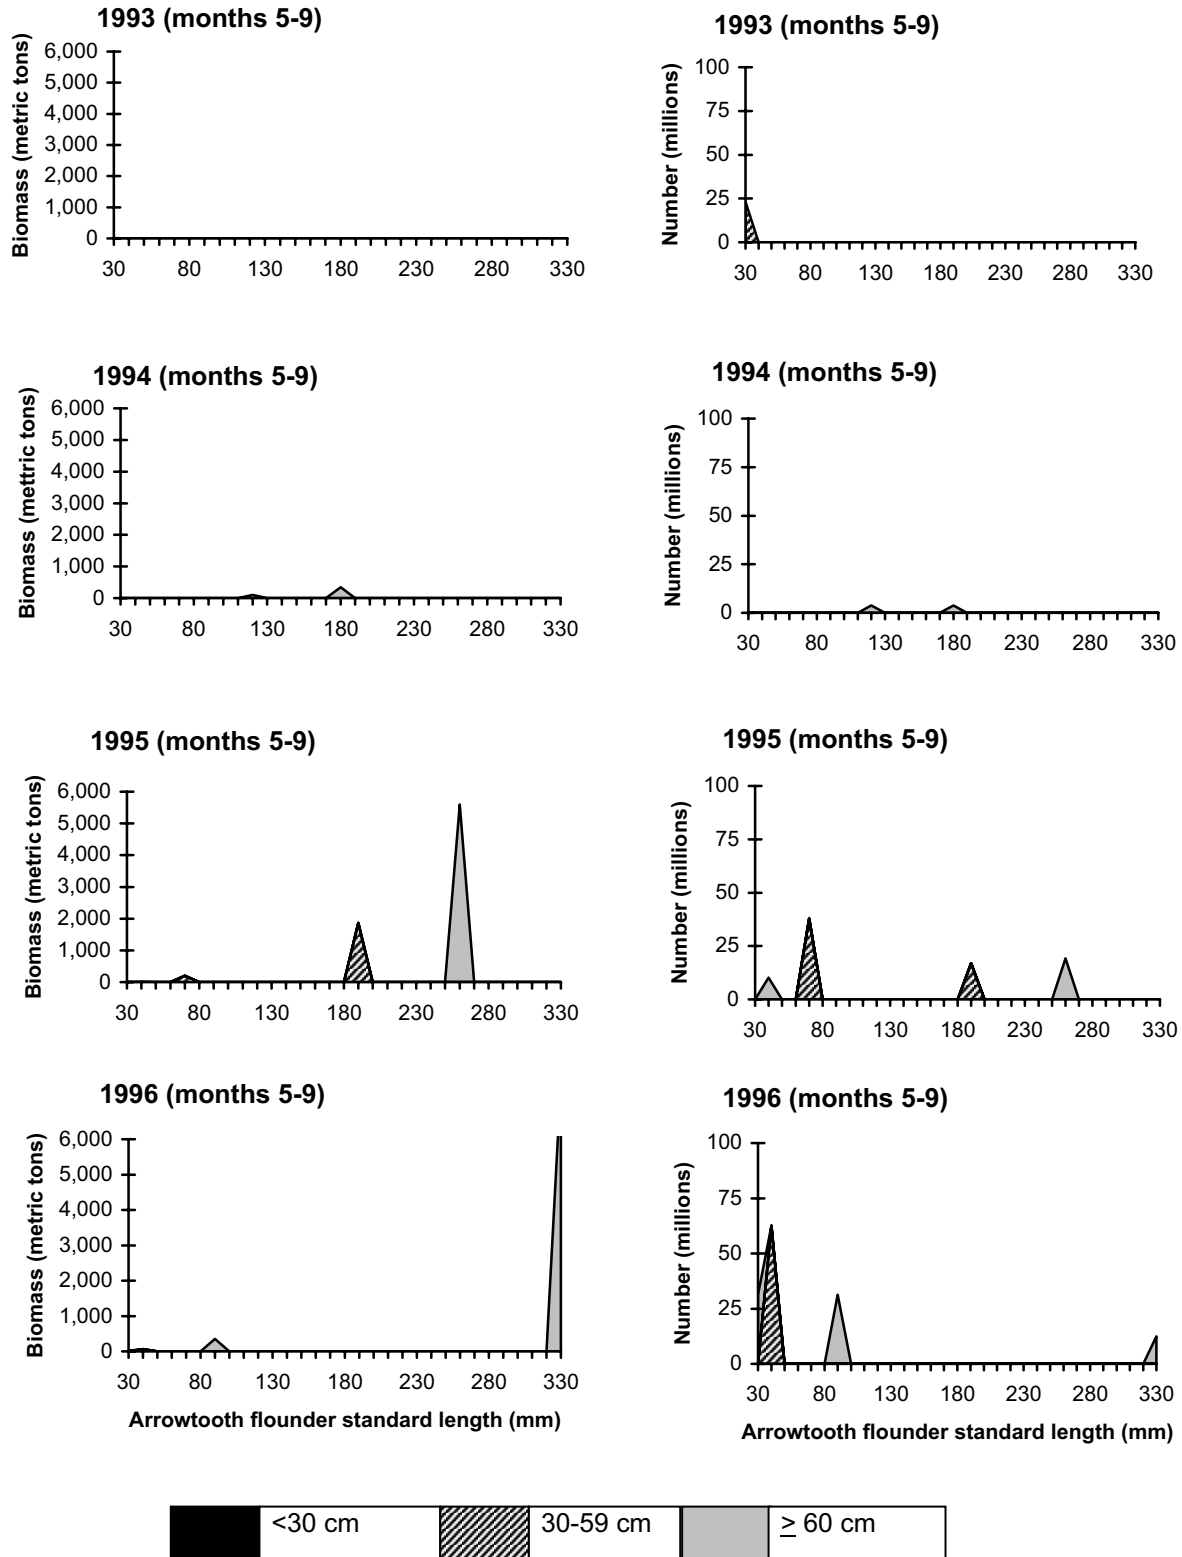 1993 (months 5-9)
Biomass (metric tons)
6,000
5,000
4,000
3,000
2,000
1,000
0
30 80 130 180 230 280 330
1993 (months 5-9)
Number (millions)
100
75
50
25
0
30 80 130 180 230 280 330
1994 (months 5-9)
Biomass (mettric tons)
6,000
5,000
4,000
3,000
2,000
1,000
0
30 80 130 180 230 280 330
1994 (months 5-9)
Number (millions)
100
75
50
25
0
30 80 130 180 230 280 330
1995 (months 5-9)
Biomass (metric tons)
6,000
5,000
4,000
3,000
2,000
1,000
0
30 80 130 180 230 280 330
1995 (months 5-9)
Number (millions)
100
75
50
25
0
30 80 130 180 230 280 330
1996 (months 5-9)
Biomass (metric tons)
6,000
5,000
4,000
3,000
2,000
1,000
0
30 80 130 180 230 280 330
Arrowtooth flounder standard length (mm)
1996 (months 5-9)
Number (millions)
100
75
50
25
0
30 80 130 180 230 280 330
Arrowtooth flounder standard length (mm)
<30 cm 30-59 cm ≥ 60 cm